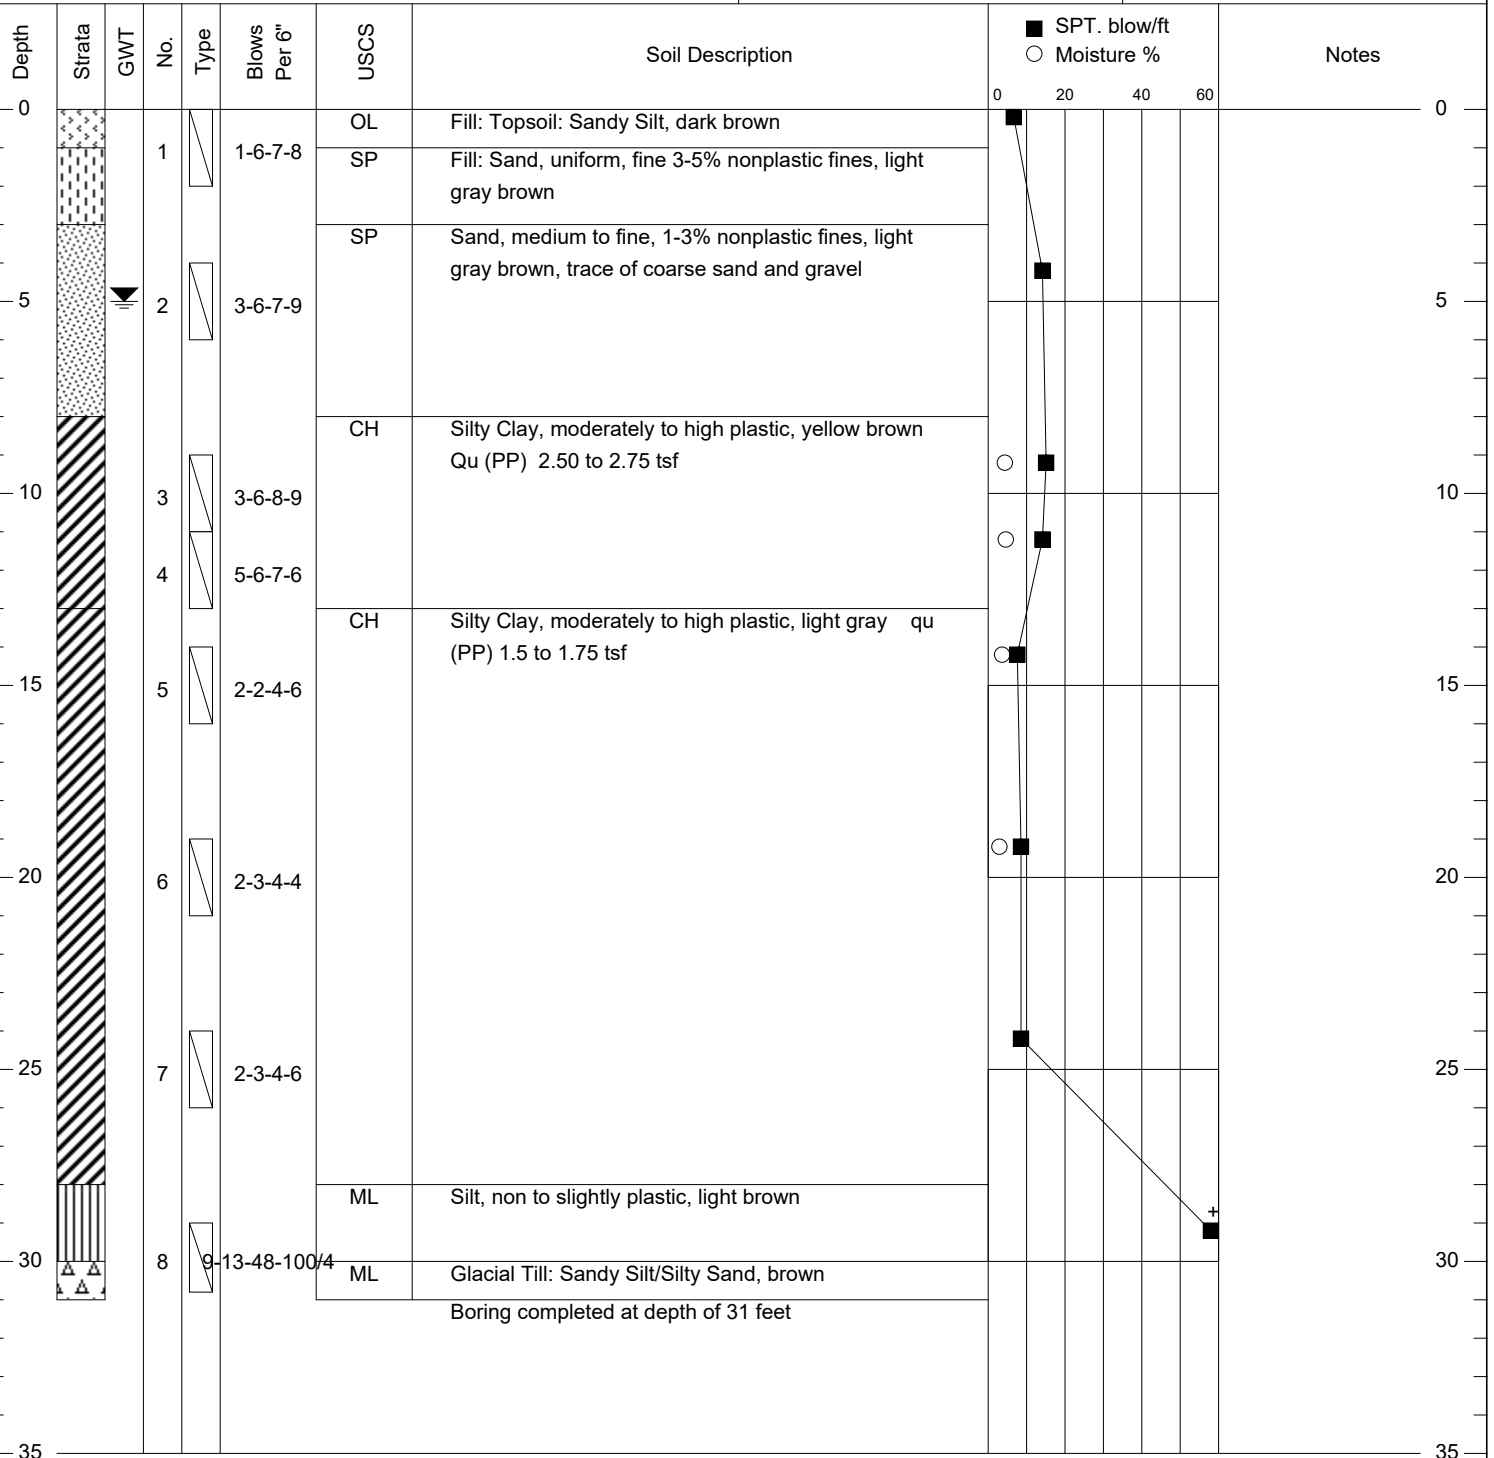 Depth Strata GWT No. Type Blows Per 6" USCS Soil Description SPT. blow/ft Moisture % Notes
0 20 40 60
0 0
OL Fill: Topsoil: Sandy Silt, dark brown
1 1-6-7-8
SP Fill: Sand, uniform, fine 3-5% nonplastic fines, light
gray brown
SP Sand, medium to fine, 1-3% nonplastic fines, light
gray brown, trace of coarse sand and gravel
5 2 3-6-7-9 5
CH Silty Clay, moderately to high plastic, yellow brown
Qu (PP) 2.50 to 2.75 tsf
10 3 3-6-8-9 10
4 5-6-7-6
CH Silty Clay, moderately to high plastic, light gray qu
(PP) 1.5 to 1.75 tsf
15 5 2-2-4-6 15
20 6 2-3-4-4 20
25 7 2-3-4-6 25
ML Silt, non to slightly plastic, light brown
+
30 8 9-13-48-100/4 30
ML Glacial Till: Sandy Silt/Silty Sand, brown
Boring completed at depth of 31 feet
35 35